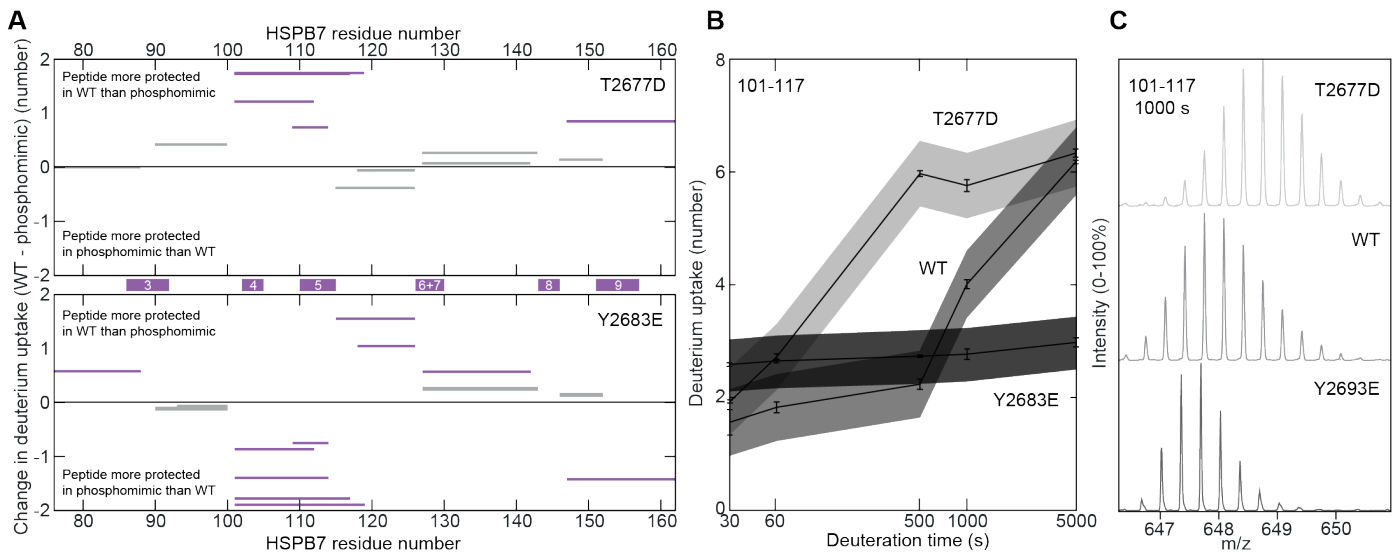 A
HSPB7 residue number
80 90 100 110 120 130 140 150 160
Change in deuterium uptake (WT - phosphomimic) (number)
2
1
0
-1
-2
Peptide more protected
in WT than phosphomimic
T2677D
Peptide more protected
in phosphomimic than WT
3 4 5 6+7 8 9
2
1
0
-1
-2
Peptide more protected
in WT than phosphomimic
Y2683E
Peptide more protected
in phosphomimic than WT
80 90 100 110 120 130 140 150 160
HSPB7 residue number
B
Deuterium uptake (number)
8
6
4
2
0
101-117
T2677D
WT
Y2683E
30 60 500 1000 5000
Deuteration time (s)
C
Intensity (0-100%)
101-117
1000 s
T2677D
WT
Y2693E
647 648 649 650
m/z